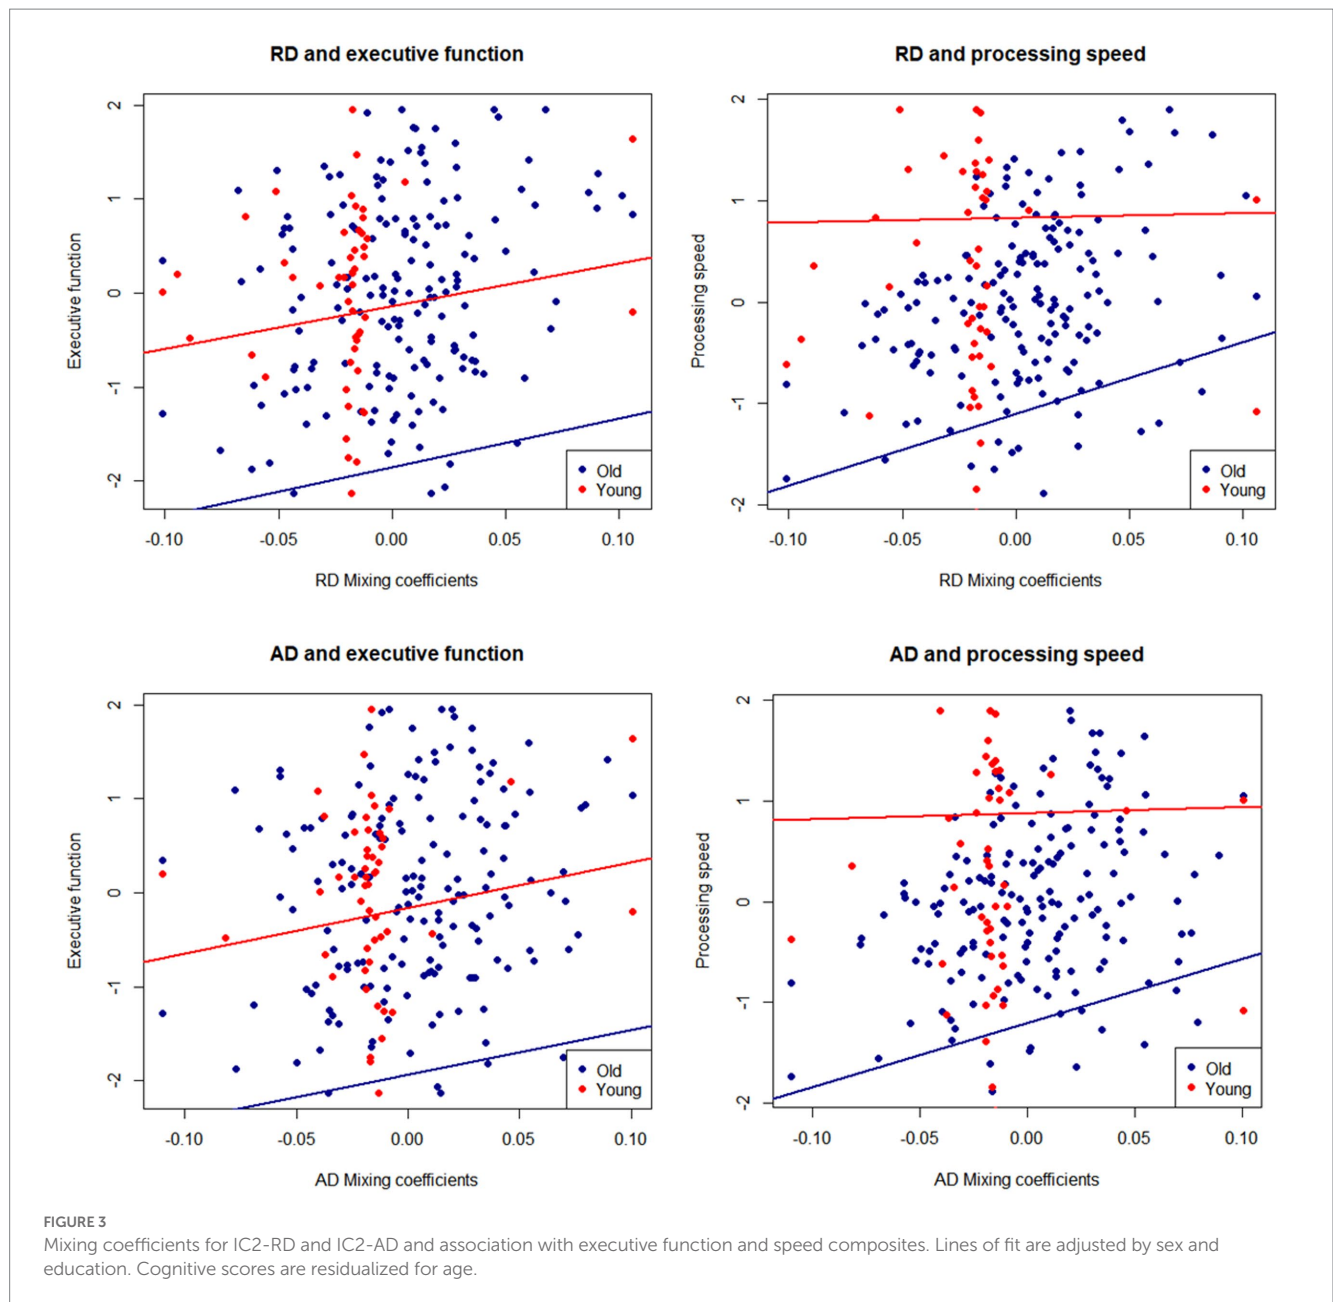 RD and executive function
Executive function
2
1
0
-1
-2
-0.10 -0.05 0.00 0.05 0.10
RD Mixing coefficients
Old
Young
RD and processing speed
Processing speed
2
1
0
-1
-2
-0.10 -0.05 0.00 0.05 0.10
RD Mixing coefficients
Old
Young
AD and executive function
Executive function
2
1
0
-1
-2
-0.10 -0.05 0.00 0.05 0.10
AD Mixing coefficients
Old
Young
AD and processing speed
Processing speed
2
1
0
-1
-2
-0.10 -0.05 0.00 0.05 0.10
AD Mixing coefficients
Old
Young
FIGURE 3
Mixing coefficients for IC2-RD and IC2-AD and association with executive function and speed composites. Lines of fit are adjusted by sex and
education. Cognitive scores are residualized for age.